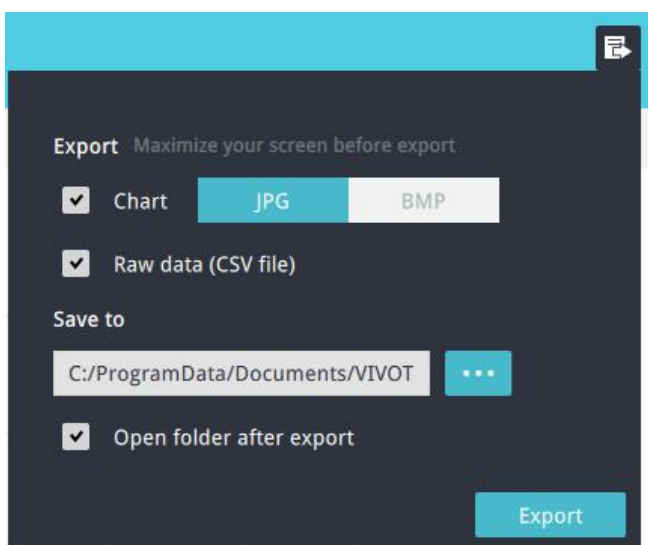 Export Maximize your screen before export
Chart JPG BMP
Raw data (CSV file)
Save to
C:/ProgramData/Documents/VIVOT
Open folder after export
Export